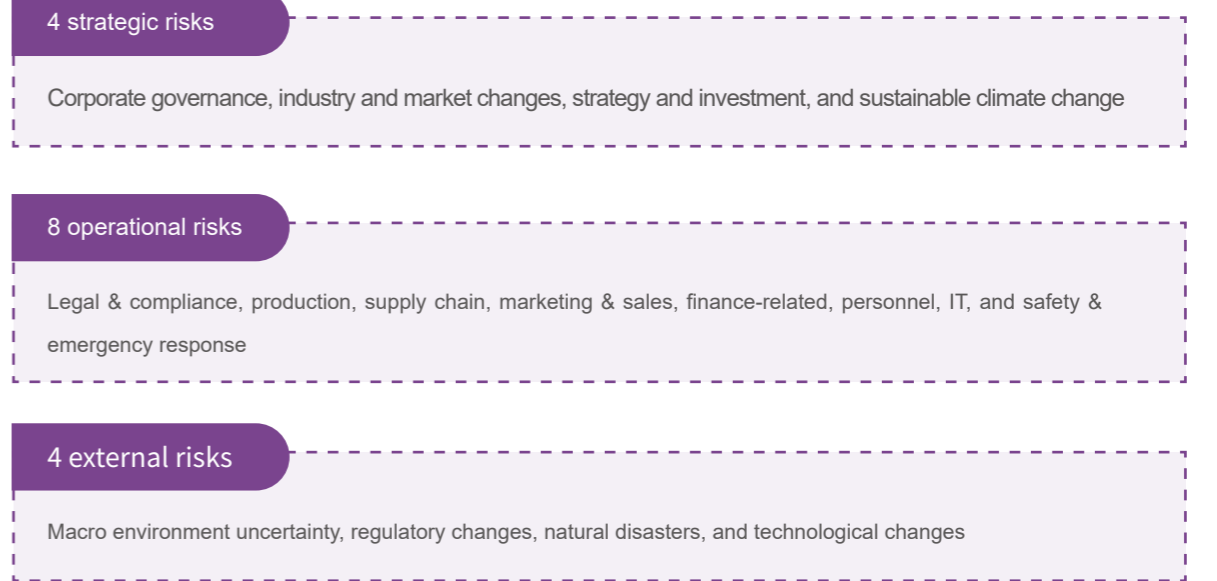 4 strategic risks
Corporate governance, industry and market changes, strategy and investment, and sustainable climate change
8 operational risks
Legal & compliance, production, supply chain, marketing & sales, finance-related, personnel, IT, and safety &
emergency response
4 external risks
Macro environment uncertainty, regulatory changes, natural disasters, and technological changes